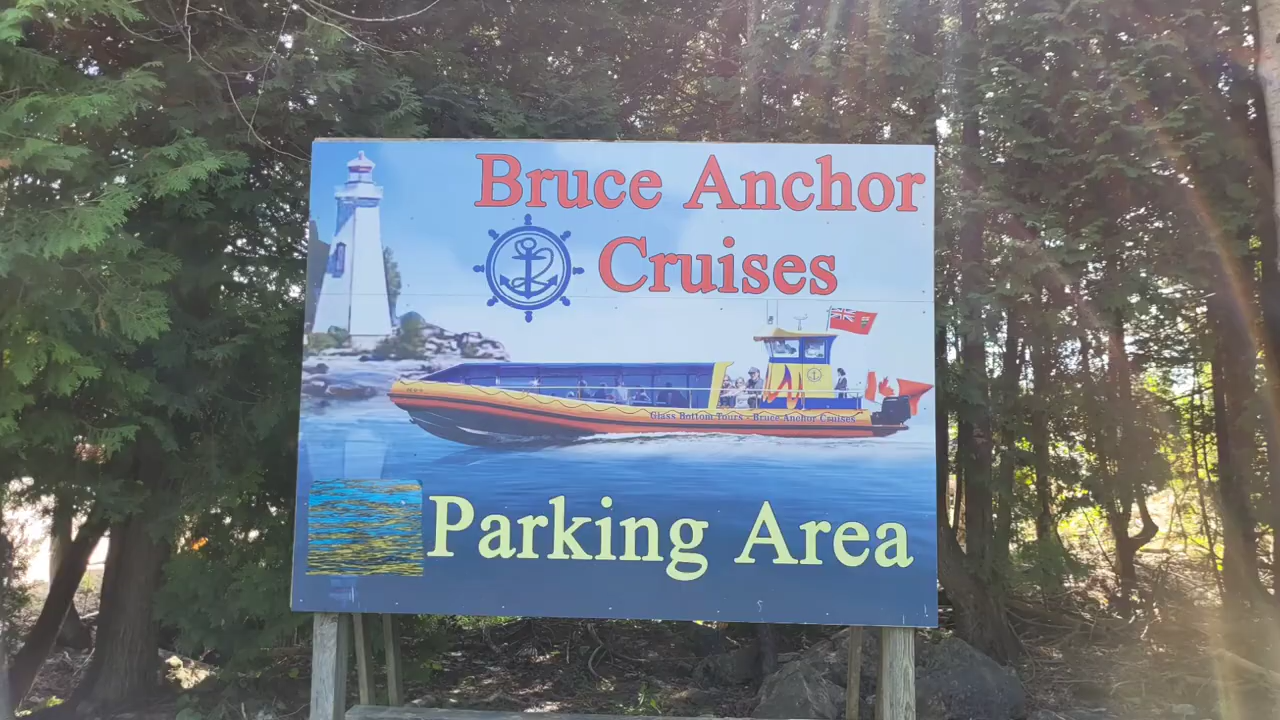 Bruce Anchor
Cruises
Glass Bottom Tours - Bruce Anchor Cruises
Parking Area